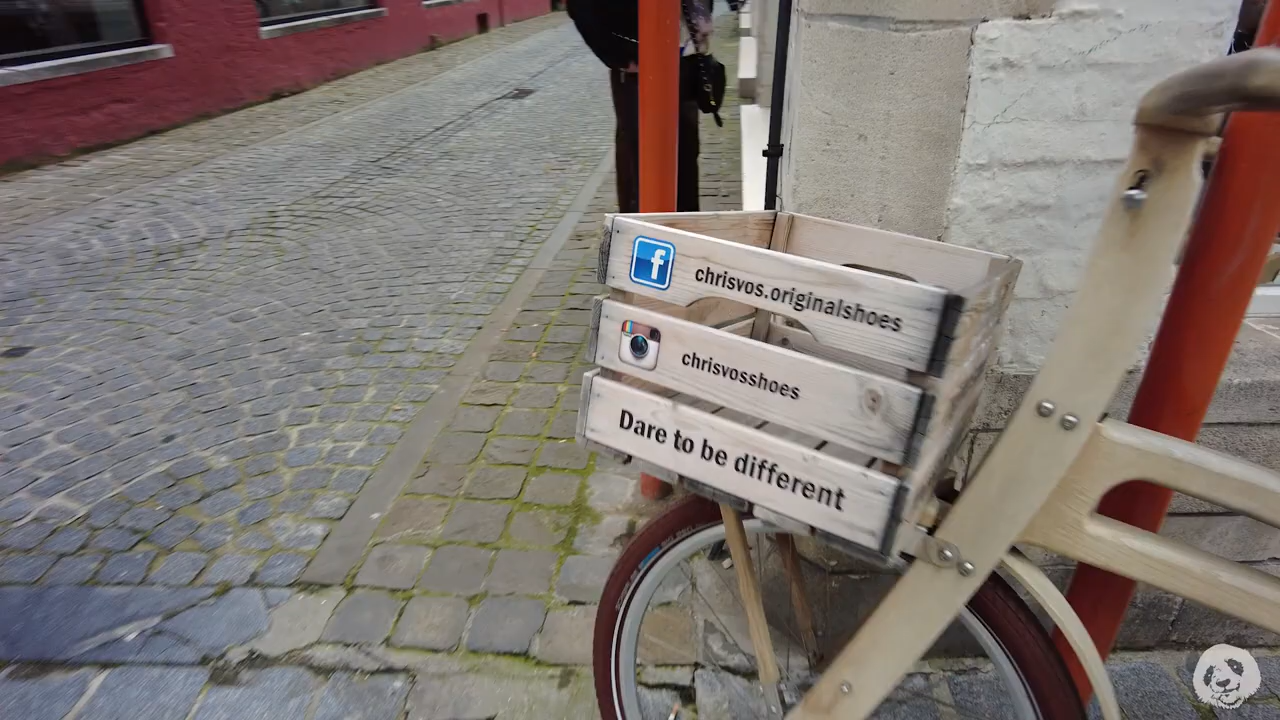 f
chrisvos.originalshoes
chrisvosshoes
Dare to be different